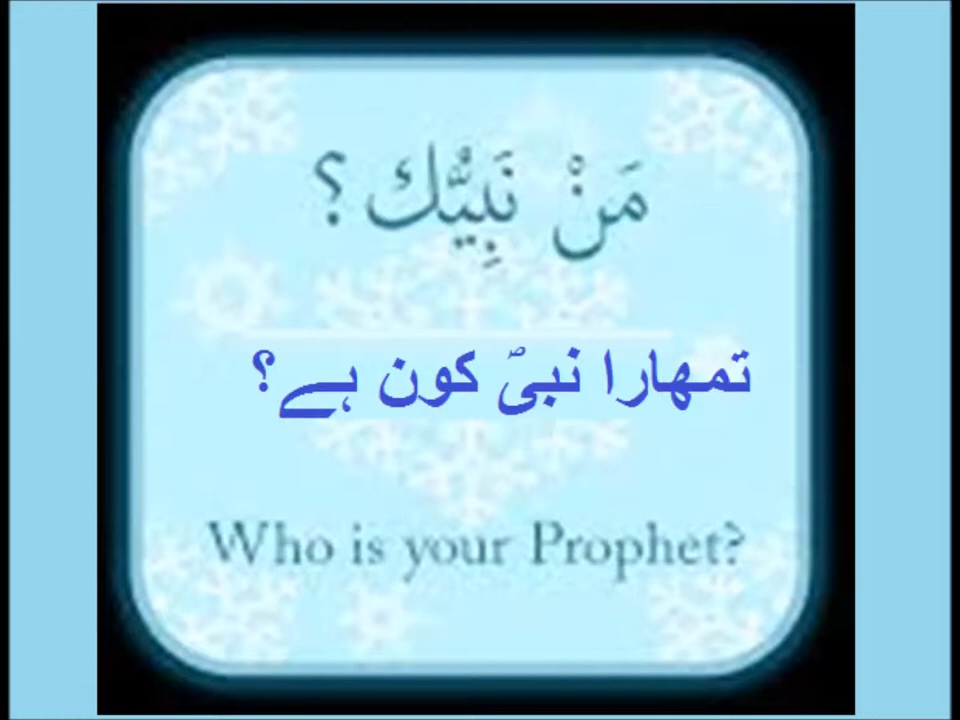 مَنْ نَبِيُّك؟
تمھارا نبیؐ کون ہے؟
Who is your Prophet?